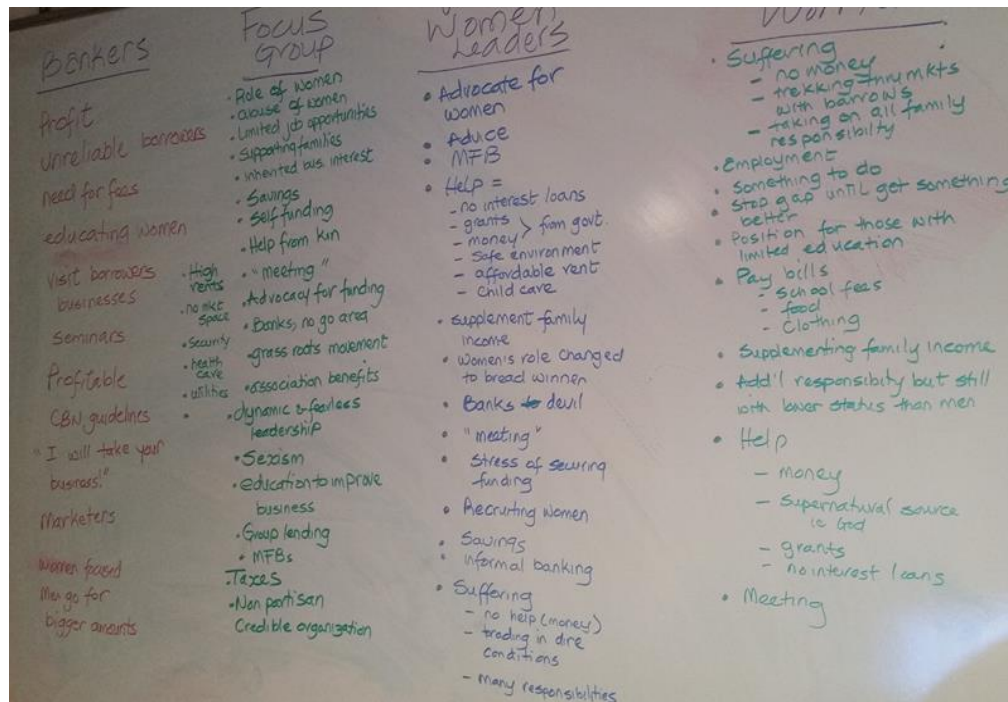 Bankers
Profit
unreliable borrowers
need for fees
educating women
visit borrowers
businesses
Seminars
Profitable
CBN guidelines
"I will take your
business!"
Marketers
Women focused
Men go for
bigger amounts
Focus
Group
• Role of women
• abuse of women
• Limited job opportunities
• Supporting families
• inherited bus. interest
• Savings
• Self funding
• Help from kin
• "meeting"
• Advocacy for funding
• Banks, no go area
• grass roots movement
• association benefits
• dynamic & fearless
leadership
• Sexism
• education to improve
business
• Group lending
• MFBs
• Taxes
• Non partisan
Credible organization
• High
rents
• no mkt
space
• Security
• health
care
• utilities
Women
Leaders
• Advocate for
women
• Advice
• MFB
• Help =
- no interest loans
- grants > from govt.
- money
- Safe environment
- affordable rent
- Child care
• supplement family
income
• Women's role changed
to bread winner
• Banks devil
• "meeting"
• Stress of securing
funding
• Recruiting women
• Savings
• informal banking
• Suffering
- no help (money)
- trading in dire
conditions
- many responsibilities
• Suffering
- no money
- trekking thru mkts
with barrows
- taking on all family
responsibilty
• Employment
• Something to do
• Stop gap until get something
better
• Position for those with
limited education
• Pay bills
- School fees
- food
- Clothing
• Supplementing family income
• Add'l responsibity but still
with lower status than men
• Help
- money
- Supernatural source
ie God
- grants
- no interest loans
• Meeting